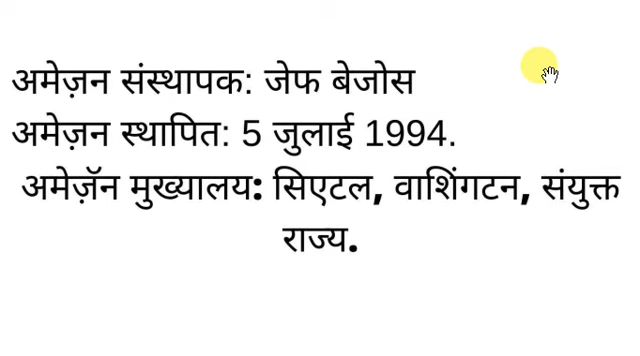 अमेज़न संस्थापक: जेफ बेजोस
अमेज़न स्थापित: 5 जुलाई 1994.
अमेज़ॅन मुख्यालय: सिएटल, वाशिंगटन, संयुक्त
राज्य.